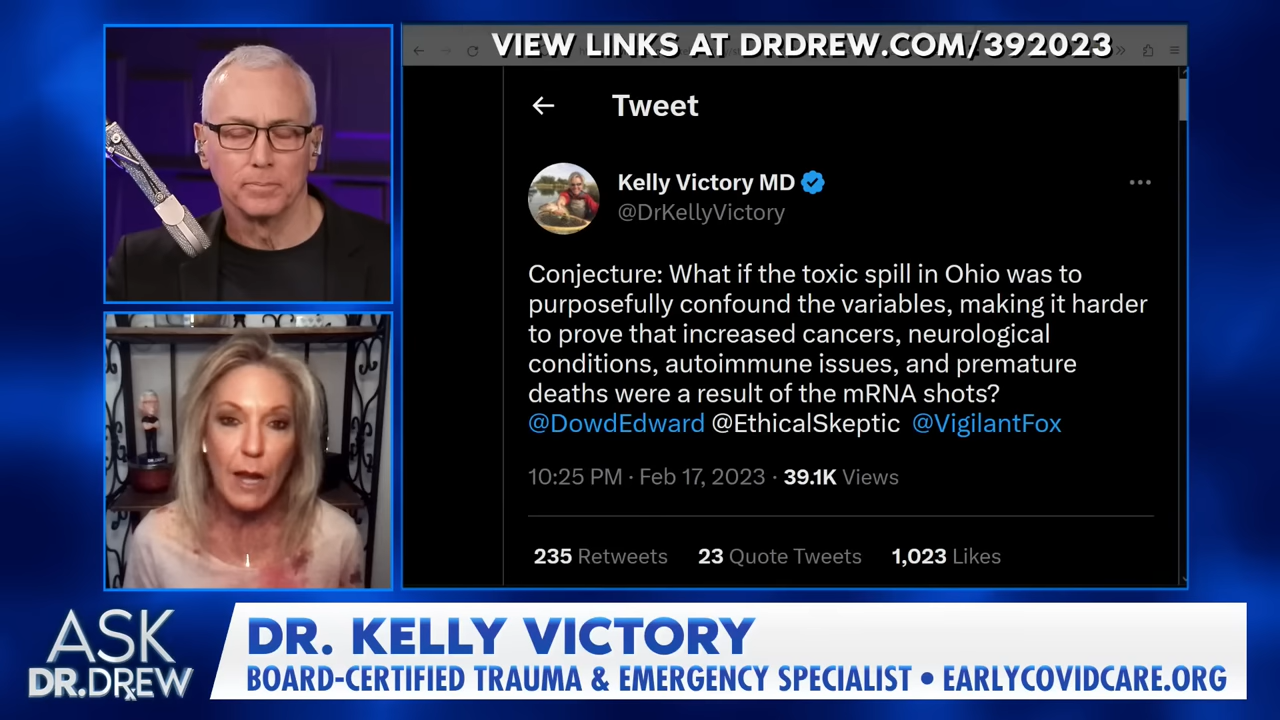 VIEW LINKS AT DRDREW.COM/392023
Tweet
Kelly Victory MD
@DrKellyVictory
Conjecture: What if the toxic spill in Ohio was to
purposefully confound the variables, making it harder
to prove that increased cancers, neurological
conditions, autoimmune issues, and premature
deaths were a result of the mRNA shots?
@DowdEdward @EthicalSkeptic @VigilantFox
10:25 PM · Feb 17, 2023 · 39.1K Views
235 Retweets 23 Quote Tweets 1,023 Likes
ASK
DR.DREW
DR. KELLY VICTORY
BOARD-CERTIFIED TRAUMA & EMERGENCY SPECIALIST • EARLYCOVIDCARE.ORG